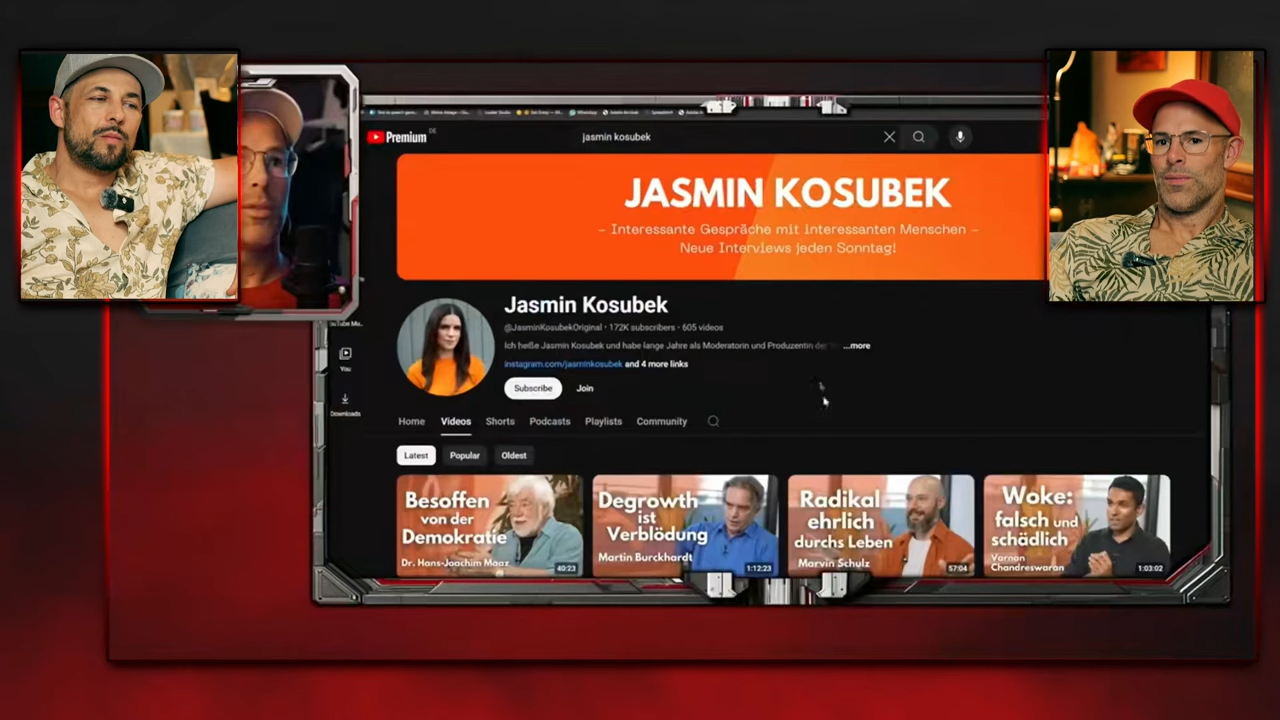 Premium DE
jasmin kosubek
JASMIN KOSUBEK
– Interessante Gespräche mit interessanten Menschen –
Neue Interviews jeden Sonntag!
Jasmin Kosubek
@JasminKosubekOriginal · 172K subscribers · 605 videos
Ich heiße Jasmin Kosubek und habe lange Jahre als Moderatorin und Produzentin der ...more
instagram.com/jasminkosubek and 4 more links
Subscribe Join
You
Downloads
Home Videos Shorts Podcasts Playlists Community
Latest Popular Oldest
Besoffen
von der
Demokratie
Dr. Hans-Joachim Maaz
40:23
Degrowth
ist
Verblödung
Martin Burckhardt
1:12:23
Radikal
ehrlich
durchs Leben
Marvin Schulz
57:04
Woke:
falsch und
schädlich
Varnan
Chandreswaran
1:03:02